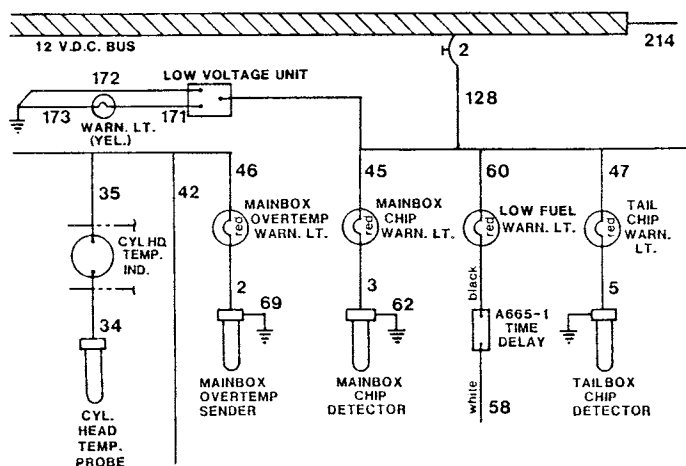 12 V.D.C. BUS
214
2
LOW VOLTAGE UNIT
172
173
171
WARN. LT.
(YEL.)
128
35
42
46
45
60
47
MAINBOX
OVERTEMP
WARN. LT.
red
MAINBOX
CHIP
WARN. LT.
red
LOW FUEL
WARN. LT.
red
TAIL
CHIP
WARN.
LT.
red
CYL HD.
TEMP.
IND.
34
2
69
3
62
black
A665-1
TIME
DELAY
5
white
58
CYL.
HEAD
TEMP.
PROBE
MAINBOX
OVERTEMP
SENDER
MAINBOX
CHIP
DETECTOR
TAILBOX
CHIP
DETECTOR